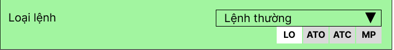 Loại lệnh
Lệnh thường
LO ATO ATC MP